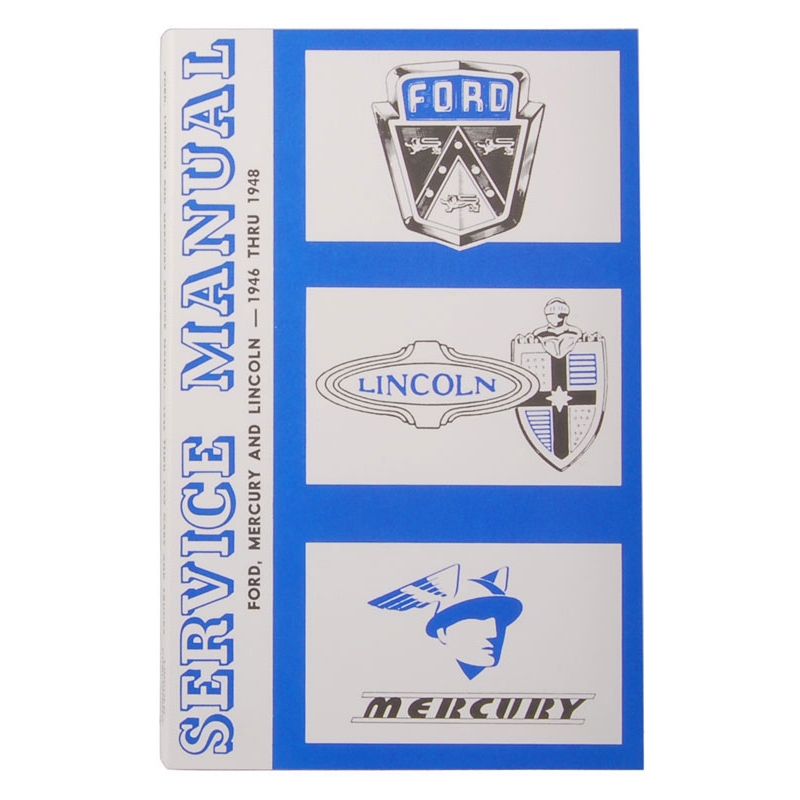 SERVICE MANUAL
FORD, MERCURY AND LINCOLN — 1946 THRU 1948
FORD
LINCOLN
MERCURY